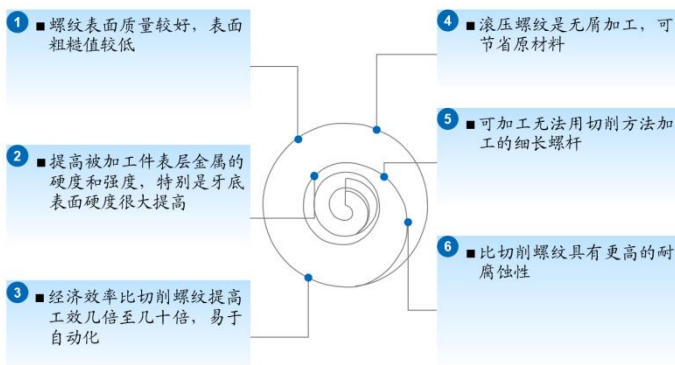 1
■ 螺纹表面质量较好，表面
粗糙值较低
2
■ 提高被加工件表层金属的
硬度和强度，特别是牙底
表面硬度很大提高
3
■ 经济效率比切削螺纹提高
工效几倍至几十倍，易于
自动化
4
■ 滚压螺纹是无屑加工，可
节省原材料
5
■ 可加工无法用切削方法加
工的细长螺杆
6
■ 比切削螺纹具有更高的耐
腐蚀性